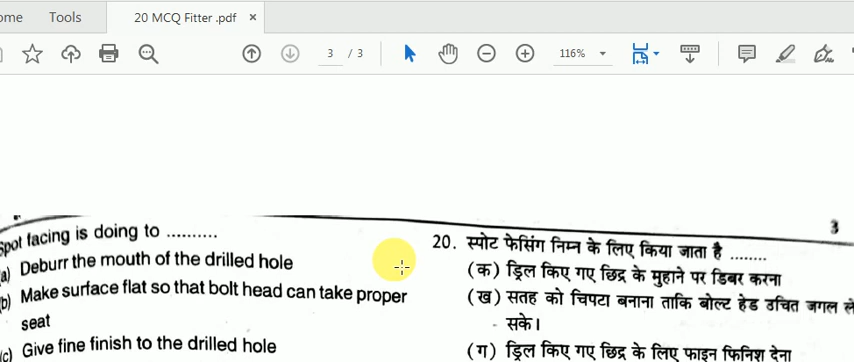 ome Tools 20 MCQ Fitter .pdf ×
3 / 3 116%
3
Spot facing is doing to ..........
(a) Deburr the mouth of the drilled hole
(b) Make surface flat so that bolt head can take proper
seat
(c) Give fine finish to the drilled hole
20. स्पोट फेसिंग निम्न के लिए किया जाता है ........
(क) ड्रिल किए गए छिद्र के मुहाने पर डिबर करना
(ख) सतह को चिपटा बनाना ताकि बोल्ट हेड उचित जगल ले
सके।
(ग) ड्रिल किए गए छिद्र के लिए फाइन फिनिश देना